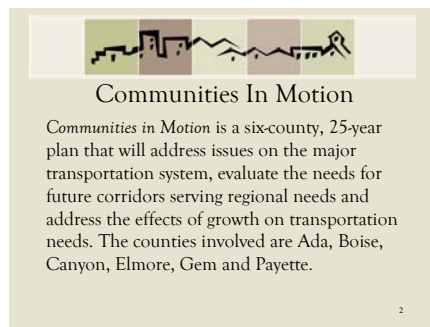 Communities In Motion
Communities in Motion is a six-county, 25-year
plan that will address issues on the major
transportation system, evaluate the needs for
future corridors serving regional needs and
address the effects of growth on transportation
needs. The counties involved are Ada, Boise,
Canyon, Elmore, Gem and Payette.
2